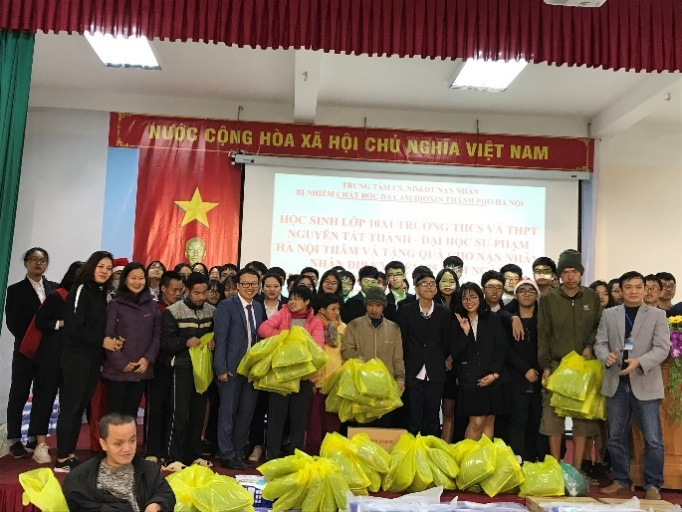 NƯỚC CỘNG HÒA XÃ HỘI CHỦ NGHĨA VIỆT NAM
TRUNG TÂM CS, ND&ĐT NẠN NHÂN
BỊ NHIỄM CHẤT ĐỘC DA CAM/DIOXIN THÀNH PHỐ HÀ NỘI
HỌC SINH LỚP 10A1 TRƯỜNG THCS VÀ THPT
NGUYỄN TẤT THÀNH - ĐẠI HỌC SƯ PHẠM
HÀ NỘI THĂM VÀ TẶNG QUÀ CHO NẠN NHÂN
NHÂN DỊP